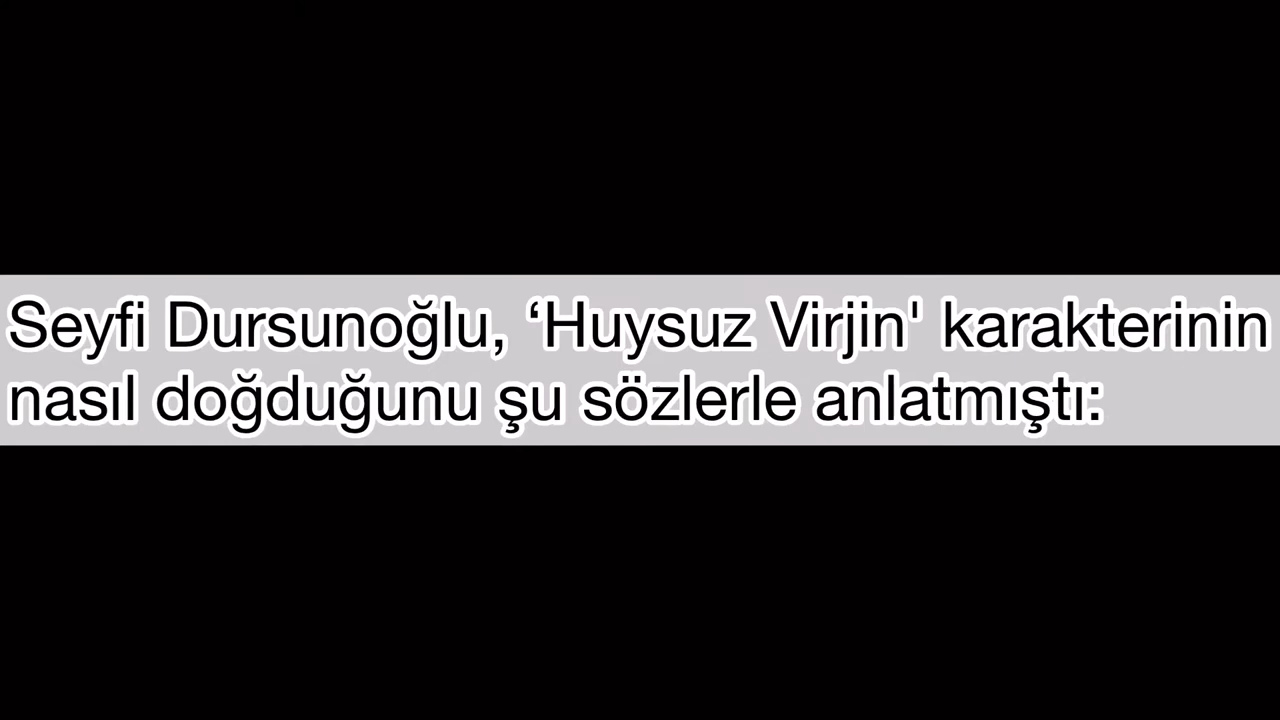 Seyfi Dursunoğlu, ‘Huysuz Virjin' karakterinin
nasıl doğduğunu şu sözlerle anlatmıştı: